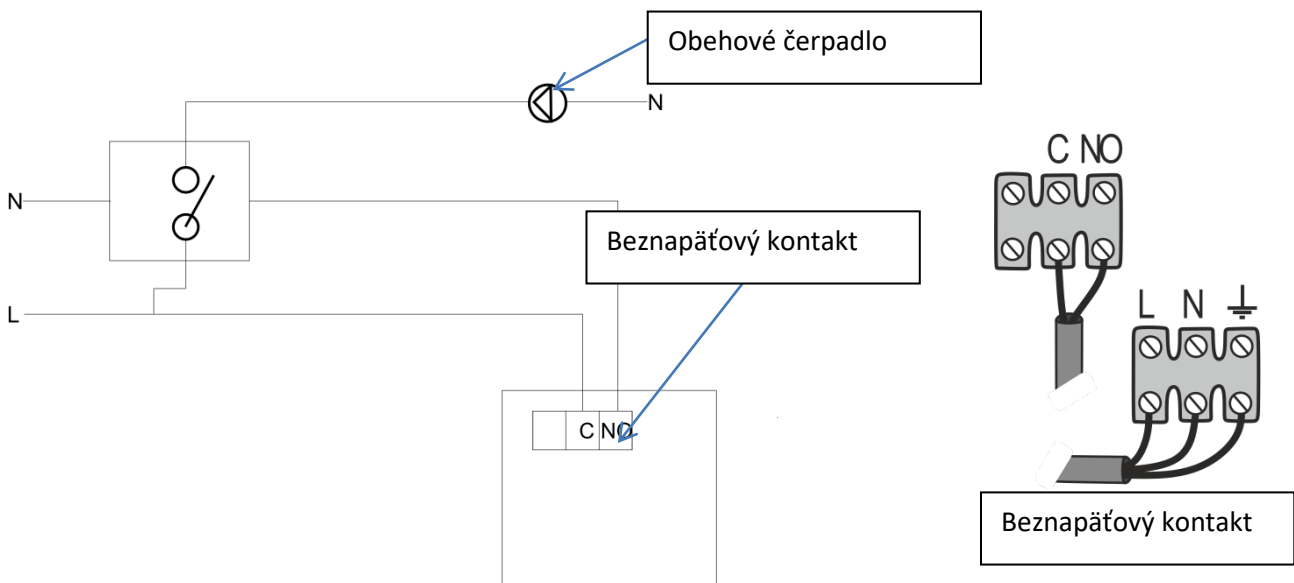 Obehové čerpadlo
N
N
Beznapäťový kontakt
L
C NO
C NO
L N
Beznapäťový kontakt